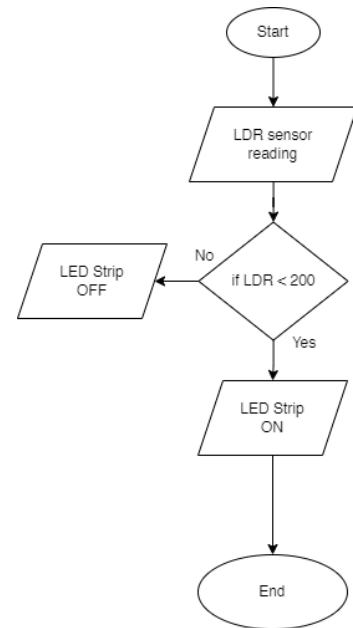 Start
LDR sensor
reading
No
if LDR < 200
LED Strip
OFF
Yes
LED Strip
ON
End